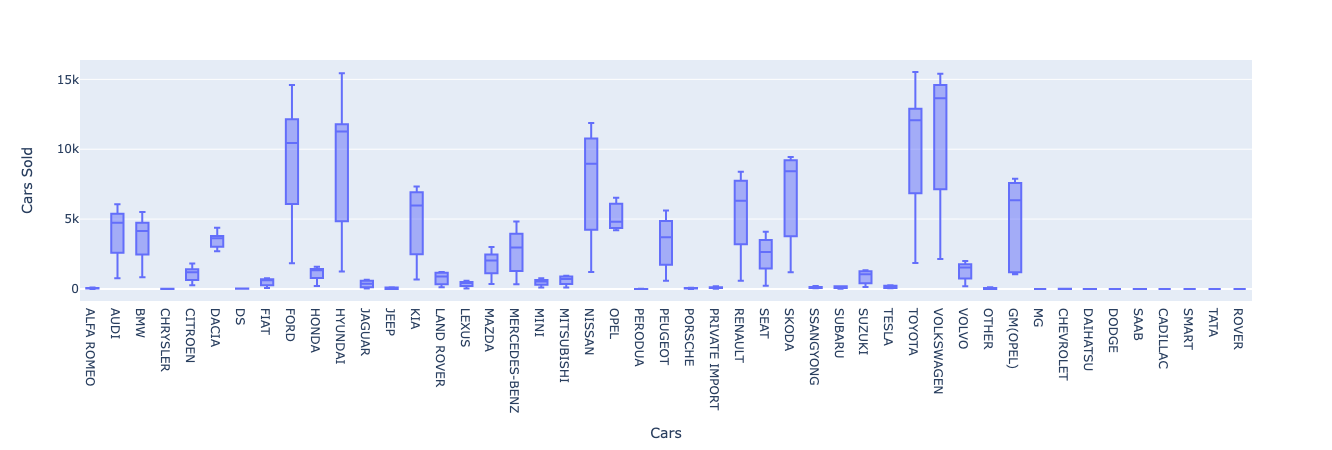 Cars Sold
15k
10k
5k
0
ALFA ROMEO
AUDI
BMW
CHRYSLER
CITROEN
DACIA
DS
FIAT
FORD
HONDA
HYUNDAI
JAGUAR
JEEP
KIA
LAND ROVER
LEXUS
MAZDA
MERCEDES-BENZ
MINI
MITSUBISHI
NISSAN
OPEL
PERODUA
PEUGEOT
PORSCHE
PRIVATE IMPORT
RENAULT
SEAT
SKODA
SSANGYONG
SUBARU
SUZUKI
TESLA
TOYOTA
VOLKSWAGEN
VOLVO
OTHER
GM(OPEL)
MG
CHEVROLET
DAIHATSU
DODGE
SAAB
CADILLAC
SMART
TATA
ROVER
Cars